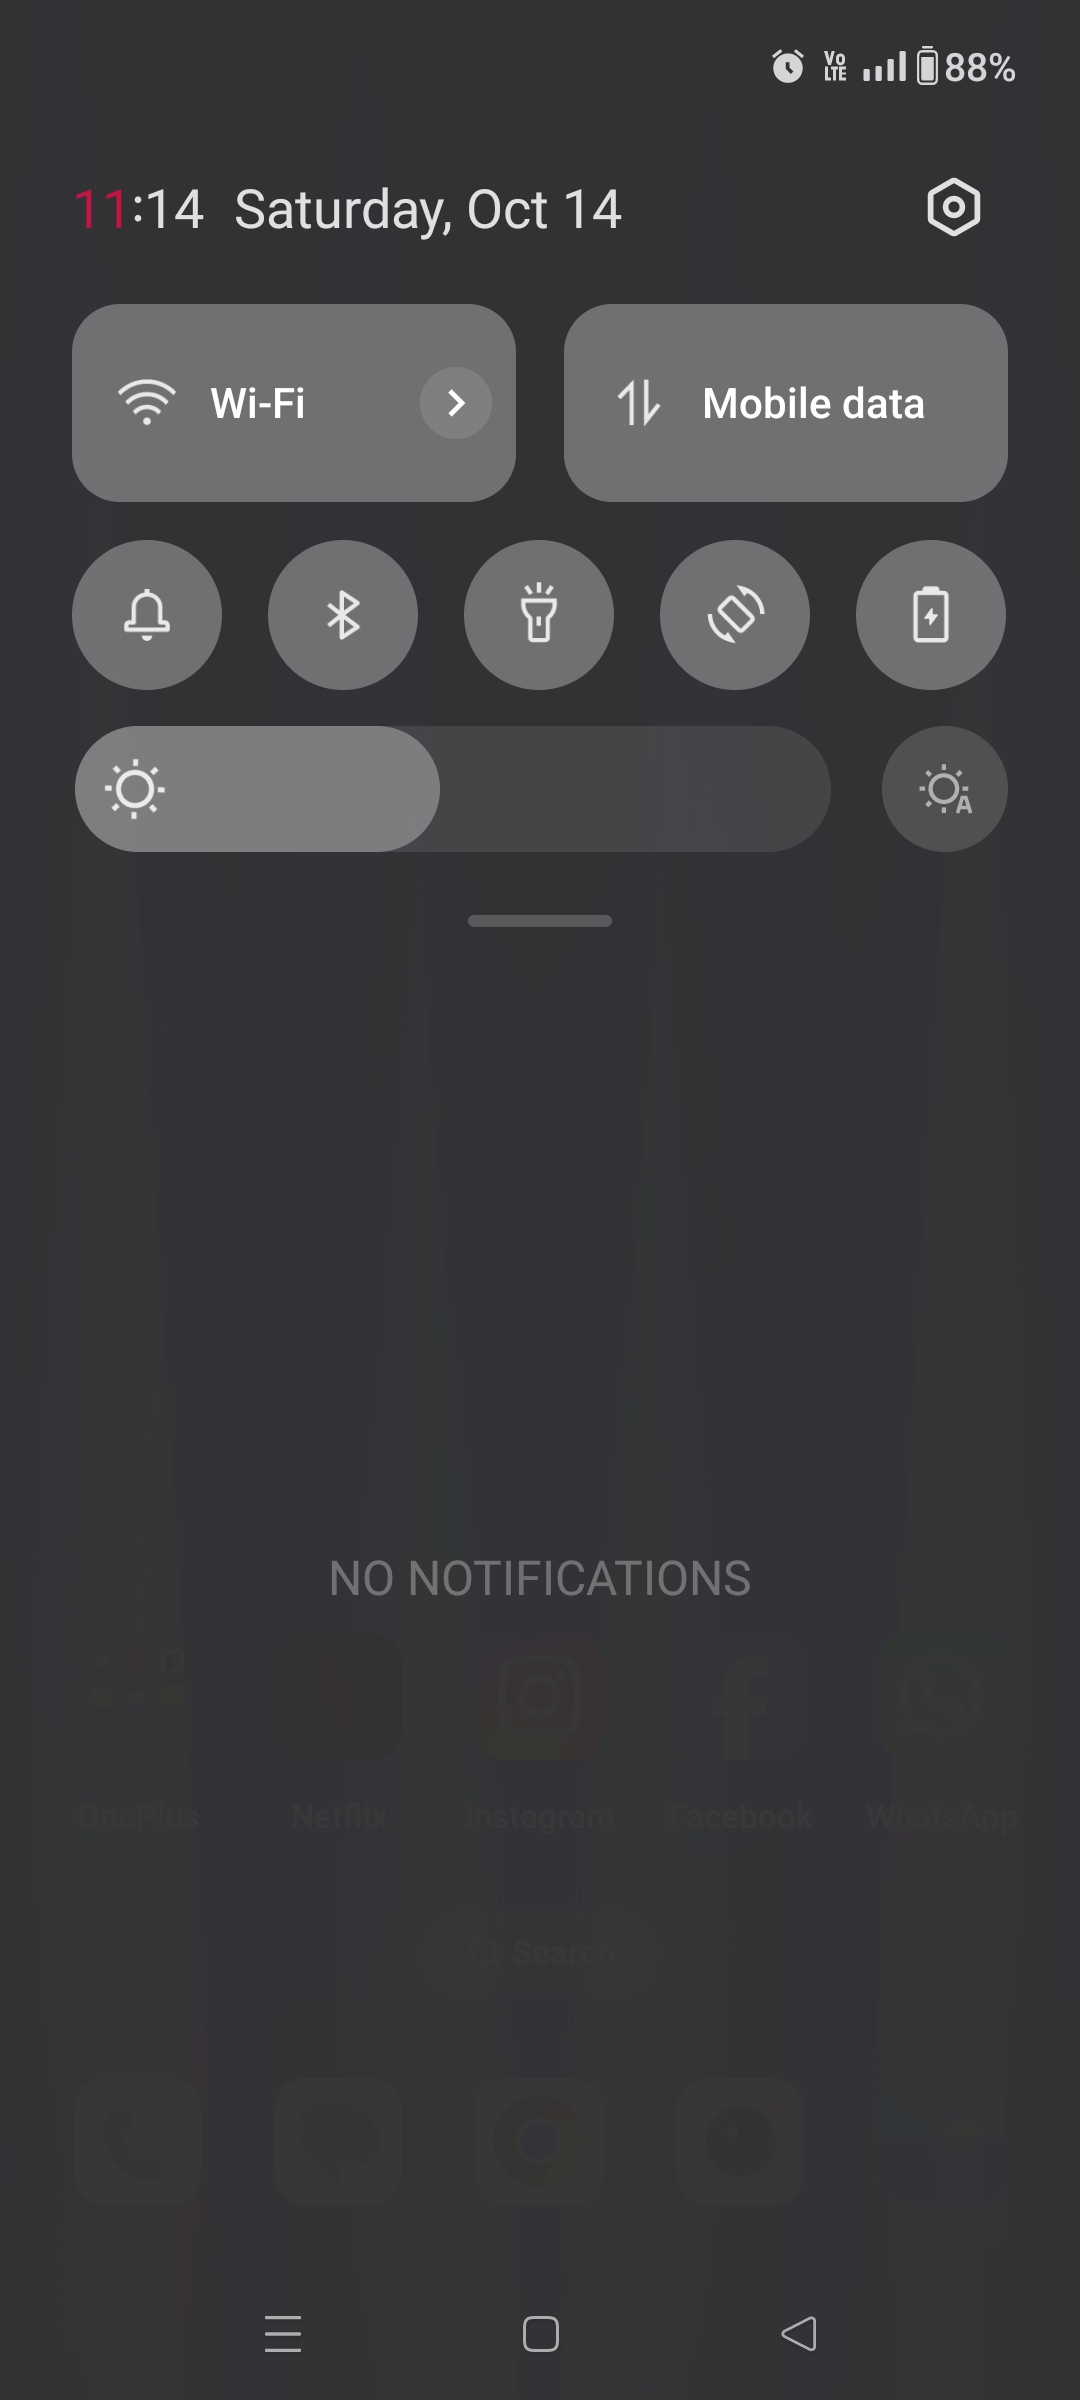 Vo LTE 88%
11:14 Saturday, Oct 14
Wi-Fi Mobile data
A
NO NOTIFICATIONS
OnePlus Netflix Instagram Facebook WhatsApp
Search